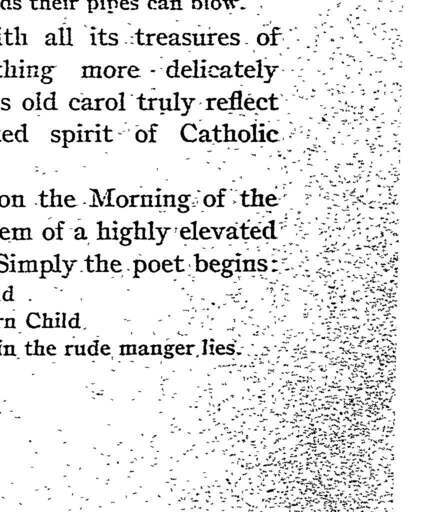 ds their pipes can blow.
ith all its treasures of
thing more delicately
s old carol truly reflect
ed spirit of Catholic
on the Morning of the
em of a highly elevated
Simply the poet begins:
d
rn Child
in the rude manger lies.